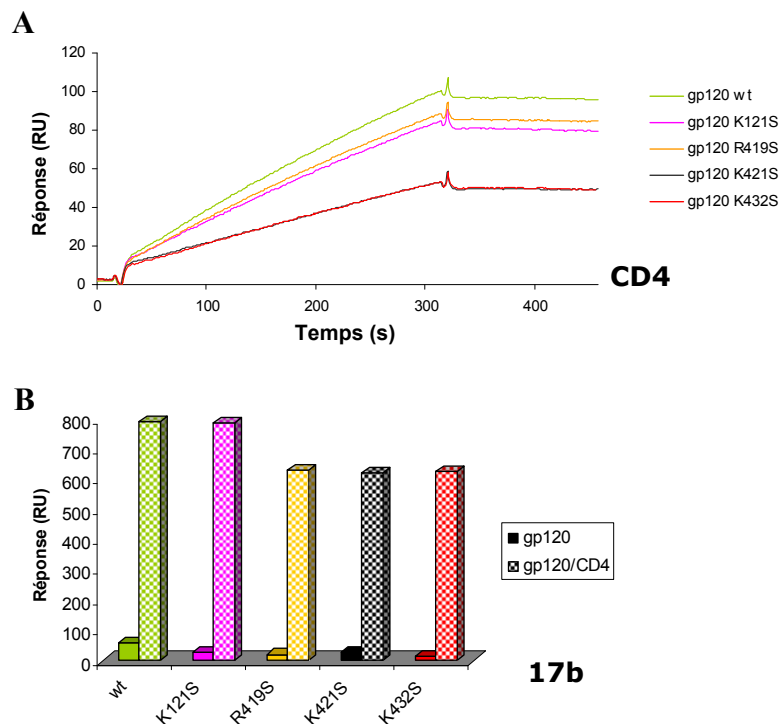 A
120
100
80
60
40
20
0
Réponse (RU)
0
100
200
300
400
Temps (s)
CD4
gp120 wt
gp120 K121S
gp120 R419S
gp120 K421S
gp120 K432S
B
800
700
600
500
400
300
200
100
0
Réponse (RU)
wt
K121S
R419S
K421S
K432S
gp120
gp120/CD4
17b